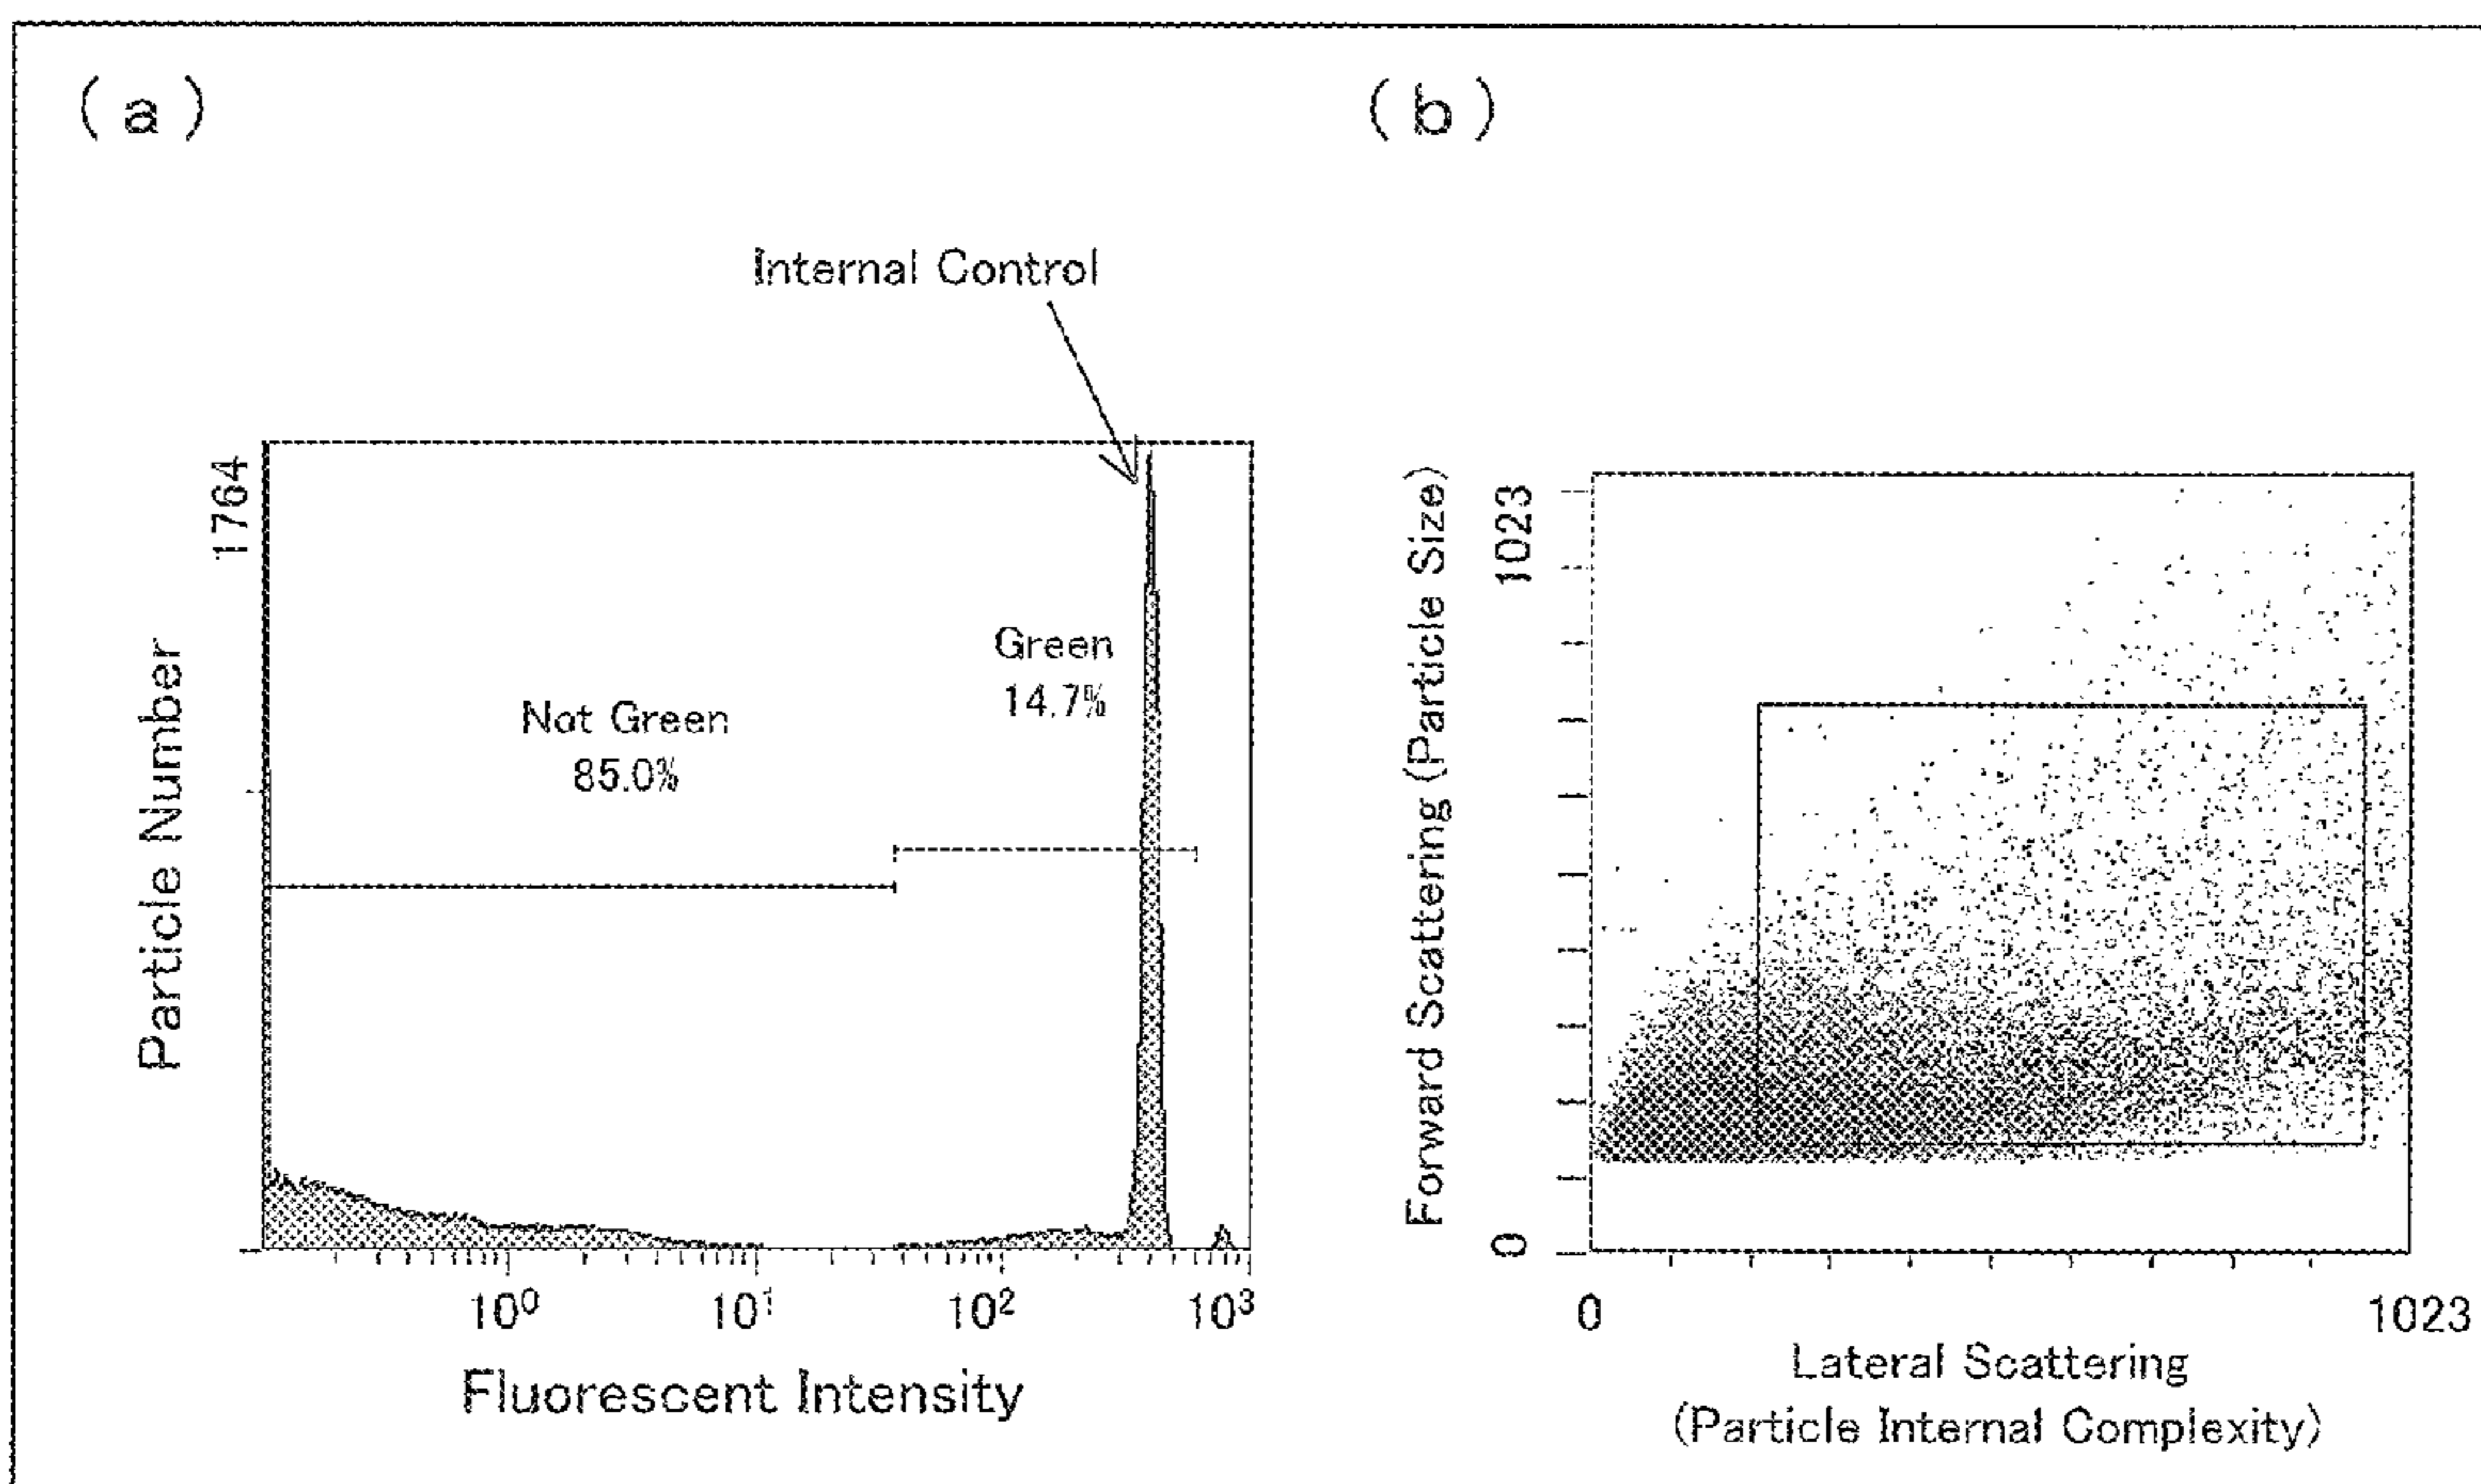 (a)
Internal Control
1764
Green
14.7%
Not Green
85.0%
Particle Number
10⁰ 10¹ 10² 10³
Fluorescent Intensity
(b)
Forward Scattering (Particle Size)
1023
0
0 1023
Lateral Scattering
(Particle Internal Complexity)